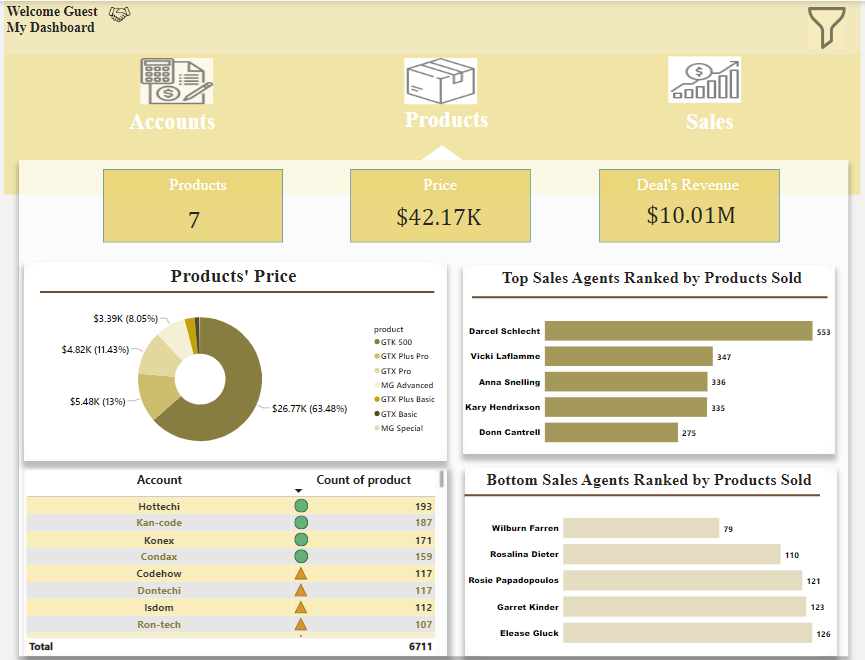 Welcome Guest
My Dashboard
Accounts
Products
Sales
Products
7
Price
$42.17K
Deal's Revenue
$10.01M
Products' Price
$3.39K (8.05%)
$4.82K (11.43%)
$5.48K (13%)
$26.77K (63.48%)
product
GTK 500
GTX Plus Pro
GTX Pro
MG Advanced
GTX Plus Basic
GTX Basic
MG Special
Top Sales Agents Ranked by Products Sold
Darcel Schlecht 553
Vicki Laflamme 347
Anna Snelling 336
Kary Hendrixson 335
Donn Cantrell 275
Account Count of product
Hottechi 193
Kan-code 187
Konex 171
Condax 159
Codehow 117
Dontechi 117
Isdom 112
Ron-tech 107
Total 6711
Bottom Sales Agents Ranked by Products Sold
Wilburn Farren 79
Rosalina Dieter 110
Rosie Papadopoulos 121
Garret Kinder 123
Elease Gluck 126